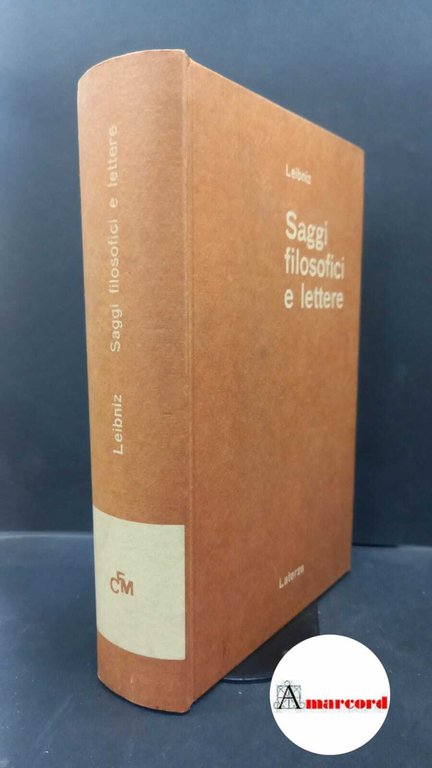 Leibniz Saggi filosofici e lettere
CFM
Leibniz
Saggi
filosofici
e lettere
Laterza
Amarcord